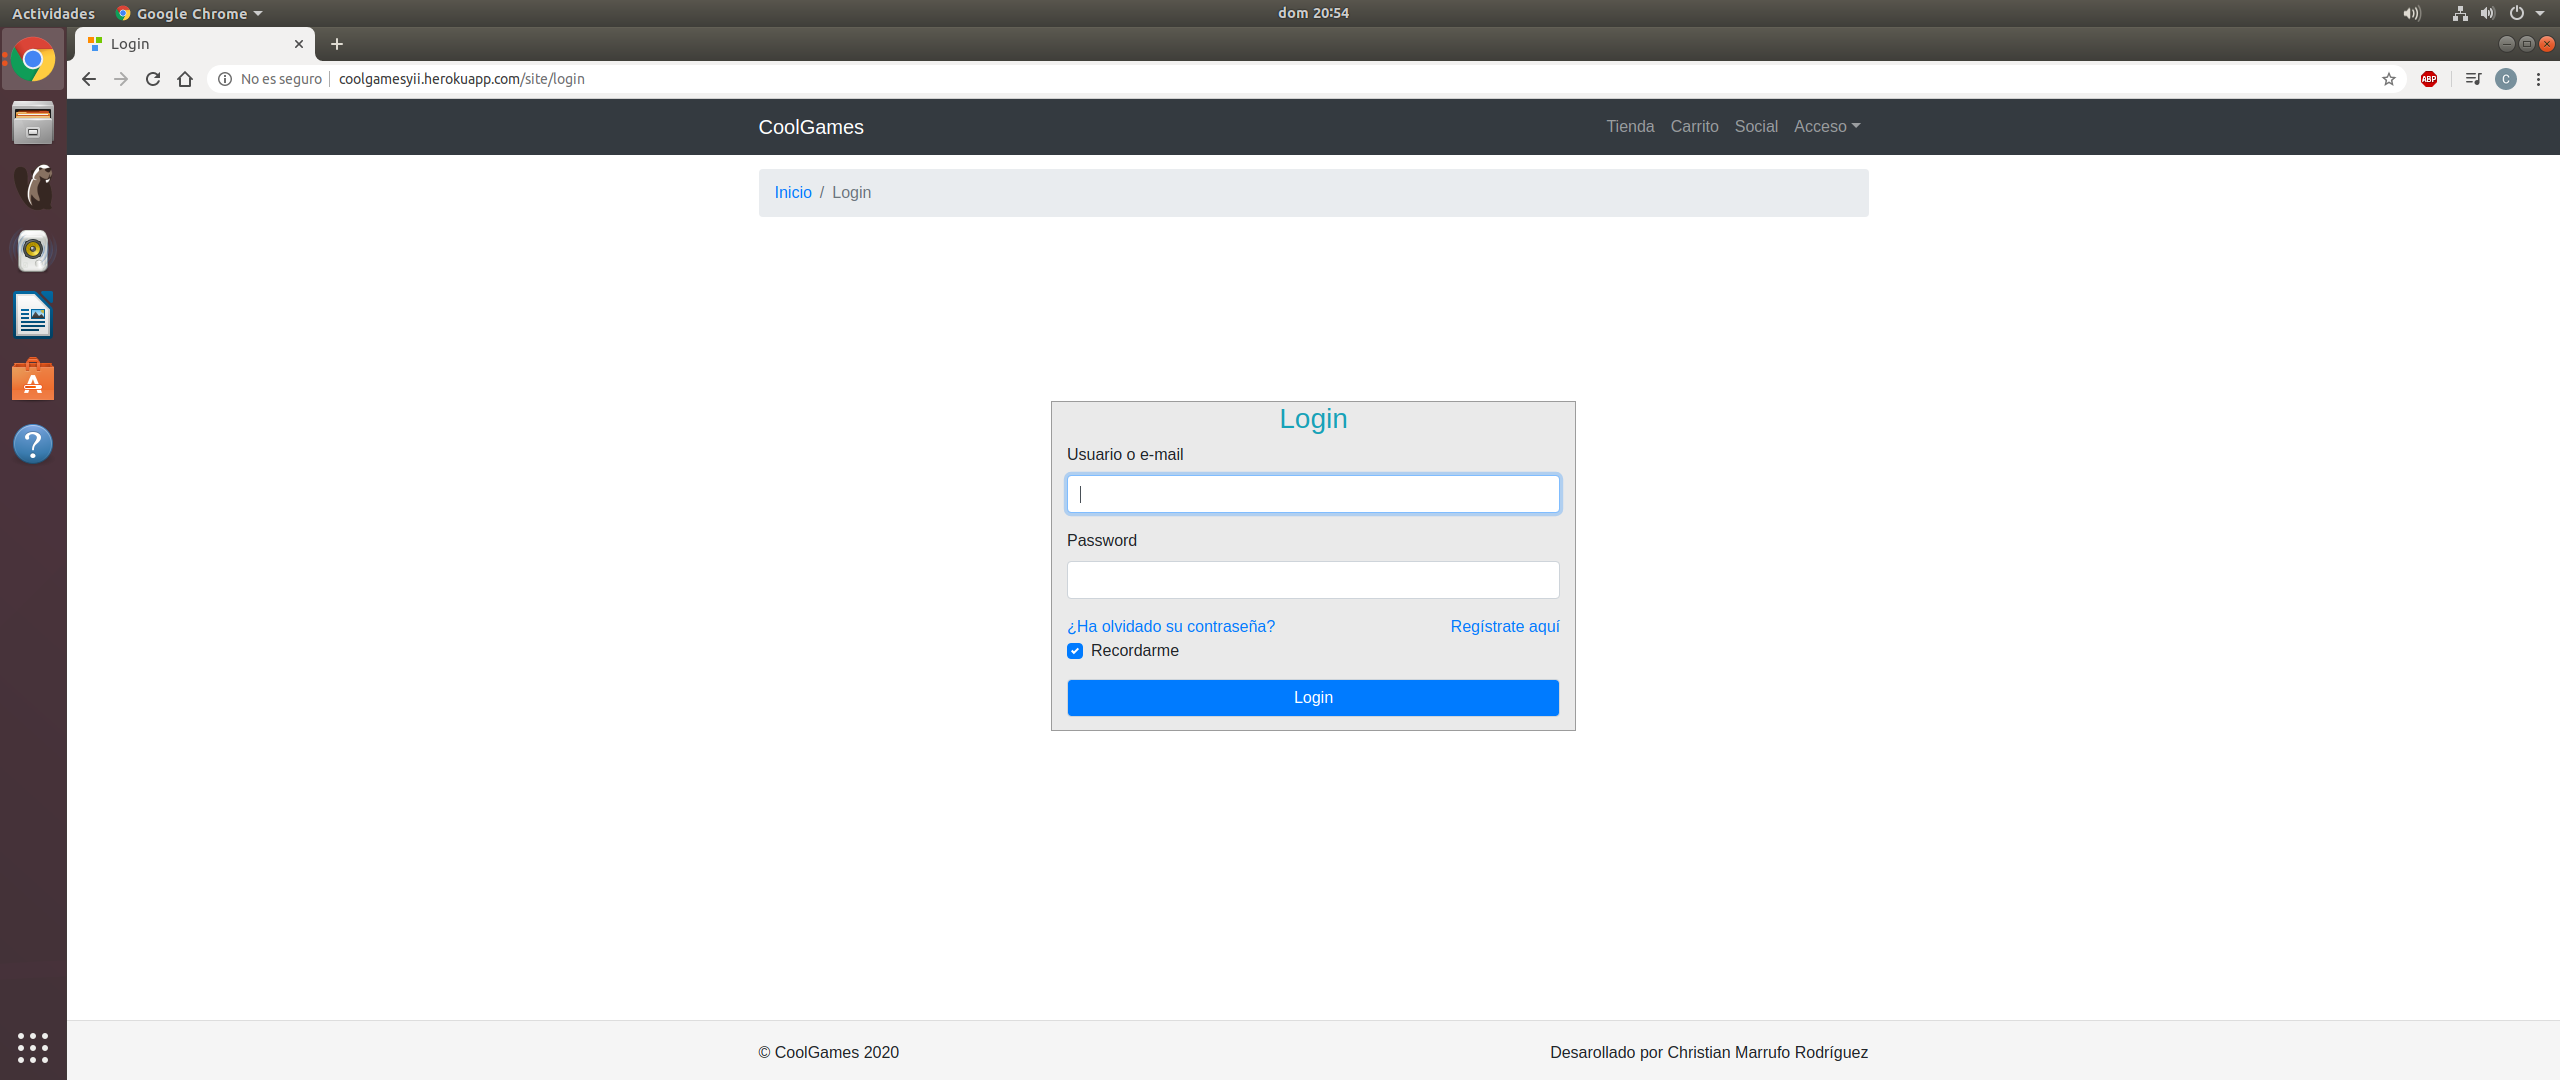 Actividades Google Chrome dom 20:54
Login
No es seguro coolgamesyii.herokuapp.com/site/login ABP C
CoolGames Tienda Carrito Social Acceso
Inicio / Login
Login
Usuario o e-mail
Password
¿Ha olvidado su contraseña? Regístrate aquí
Recordarme
Login
© CoolGames 2020 Desarollado por Christian Marrufo Rodríguez